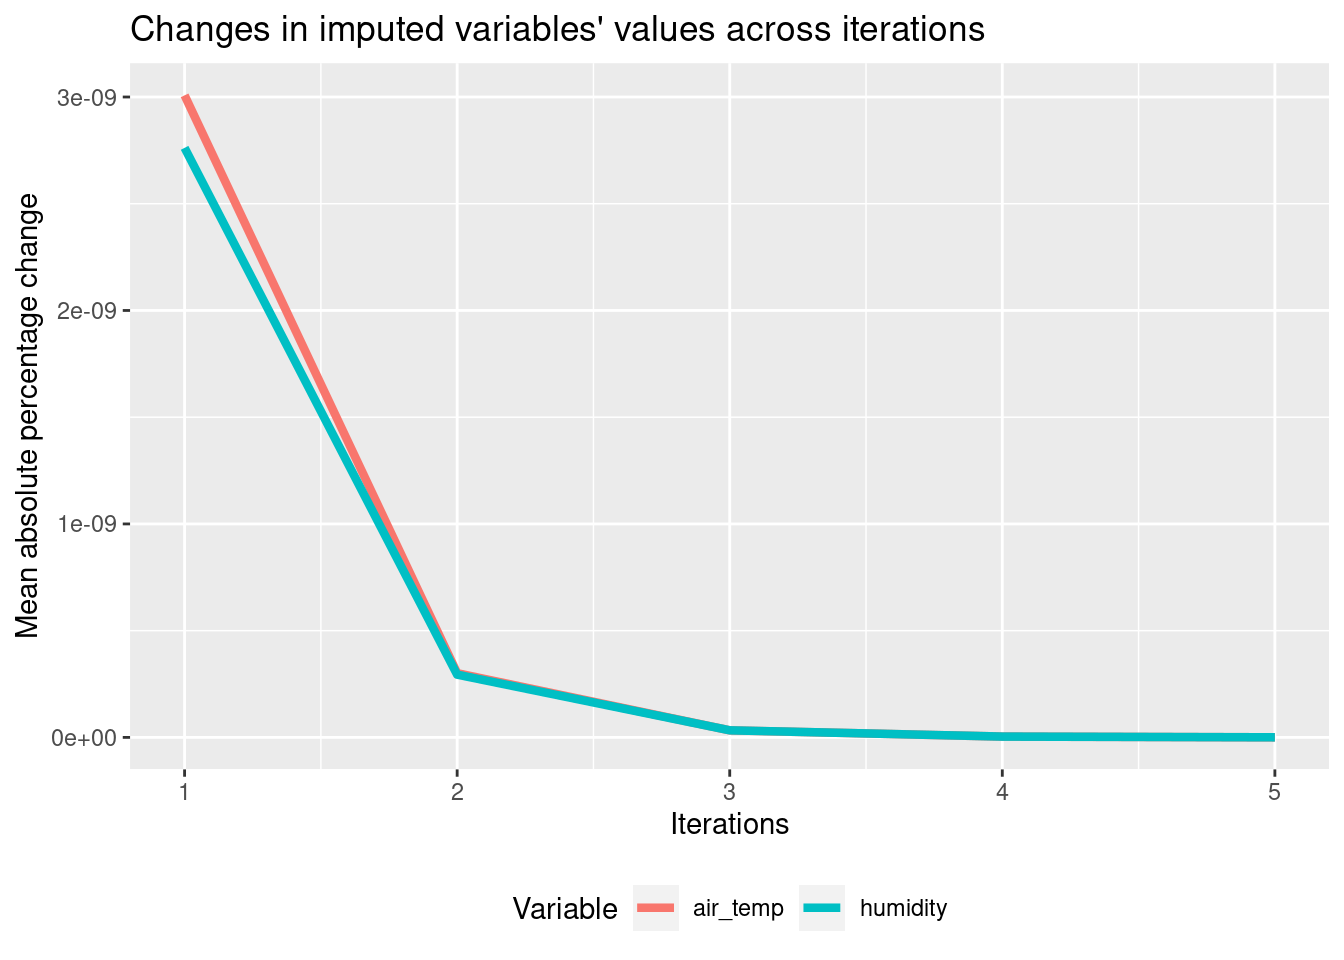 Changes in imputed variables' values across iterations
Mean absolute percentage change
3e-09
2e-09
1e-09
0e+00
1 2 3 4 5
Iterations
Variable air_temp humidity